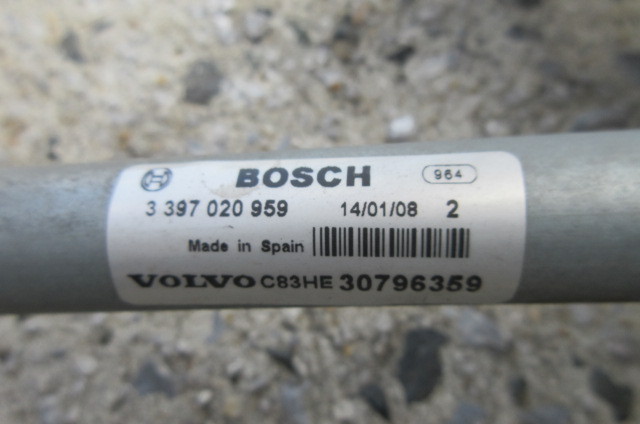 BOSCH 964
3 397 020 959 14/01/08 2
Made in Spain
VOLVO C83HE 30796359